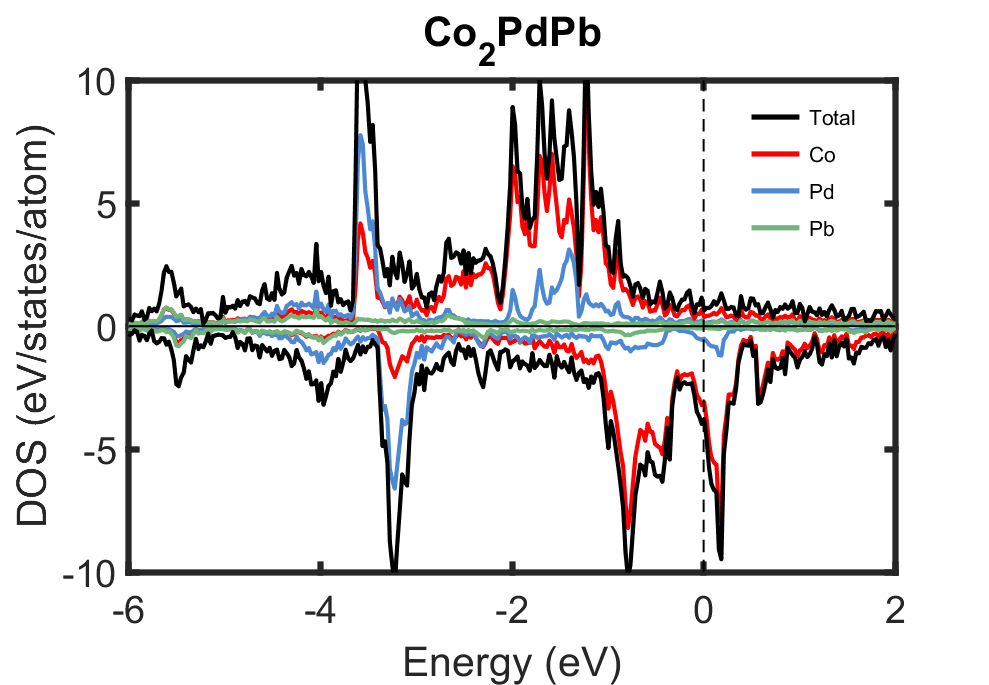 Co₂PdPb
10
5
0
-5
-10
DOS (eV/states/atom)
Total
Co
Pd
Pb
-6 -4 -2 0 2
Energy (eV)